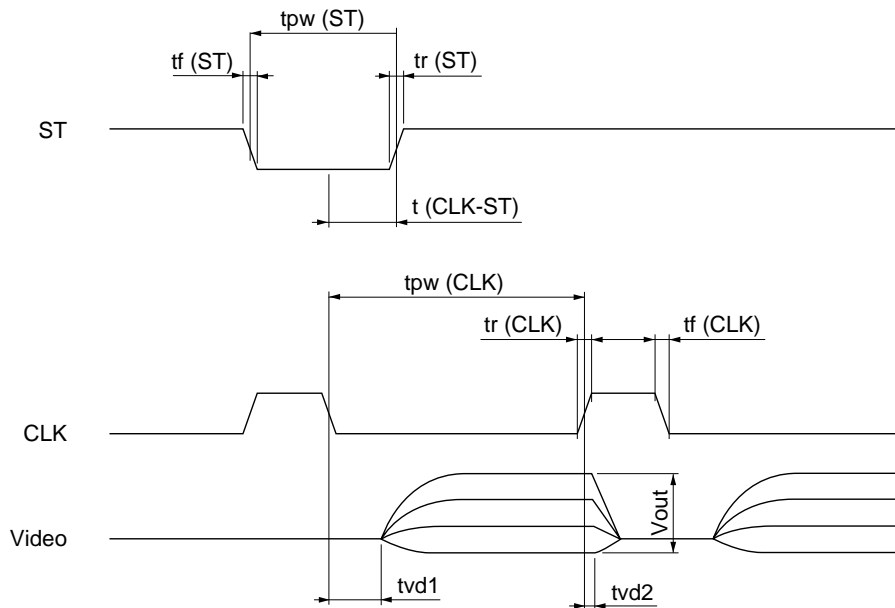 tpw (ST)
tf (ST)
tr (ST)
ST
t (CLK-ST)
tpw (CLK)
tr (CLK)
tf (CLK)
CLK
Vout
Video
tvd1
tvd2